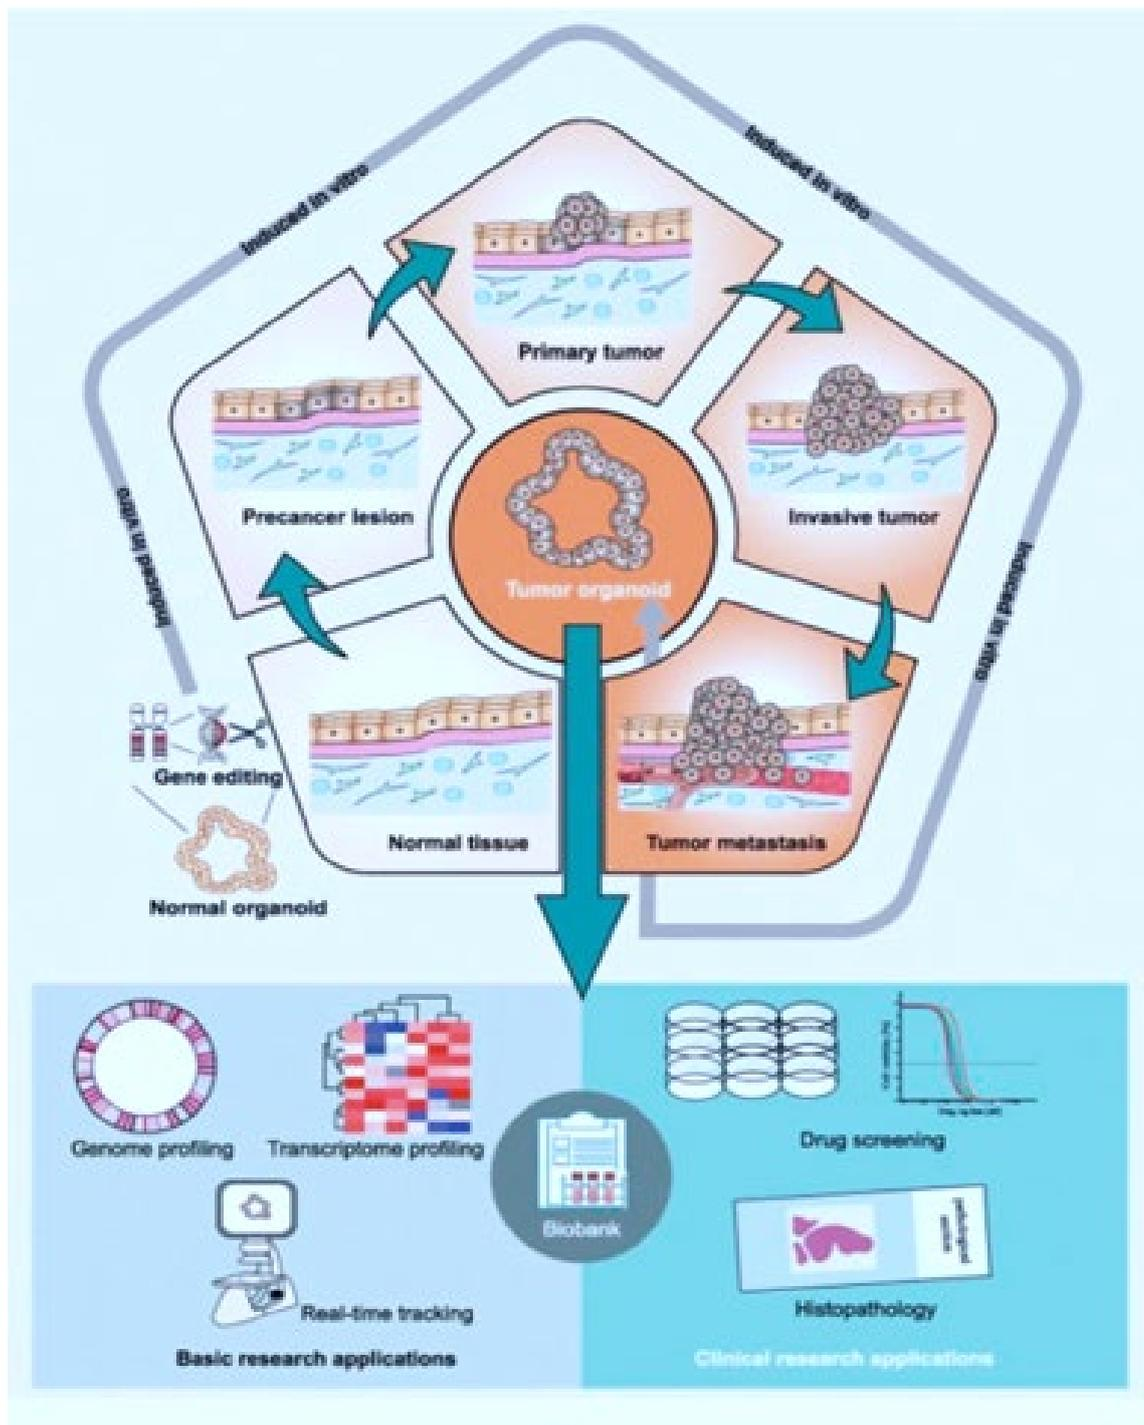 Induced in vitro
Induced in vitro
Primary tumor
Precancer lesion
Invasive tumor
Induced in vitro
Induced in vitro
Tumor organoid
Gene editing
Normal tissue
Tumor metastasis
Normal organoid
Genome profiling
Transcriptome profiling
Drug screening
Biobank
Real-time tracking
Histopathology
Basic research applications
Clinical research applications